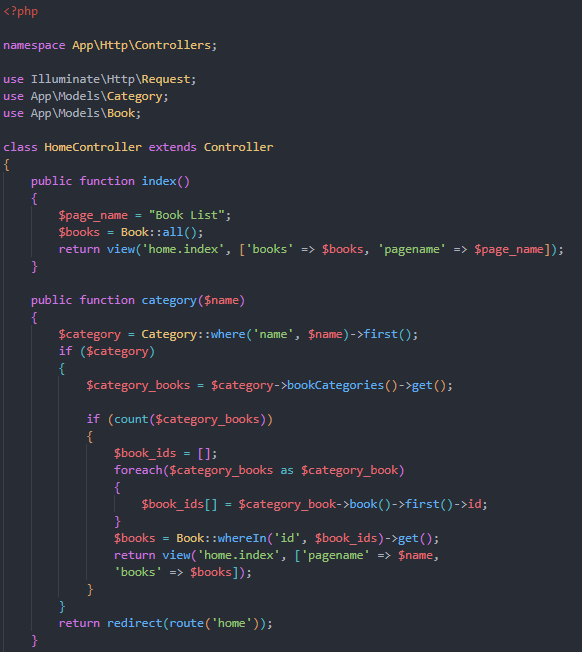 <?php
namespace App\Http\Controllers;
use Illuminate\Http\Request;
use App\Models\Category;
use App\Models\Book;
class HomeController extends Controller
{
public function index()
{
$page_name = "Book List";
$books = Book::all();
return view('home.index', ['books' => $books, 'pagename' => $page_name]);
}
public function category($name)
{
$category = Category::where('name', $name)->first();
if ($category)
{
$category_books = $category->bookCategories()->get();
if (count($category_books))
{
$book_ids = [];
foreach($category_books as $category_book)
{
$book_ids[] = $category_book->book()->first()->id;
}
$books = Book::whereIn('id', $book_ids)->get();
return view('home.index', ['pagename' => $name,
'books' => $books]);
}
}
return redirect(route('home'));
}